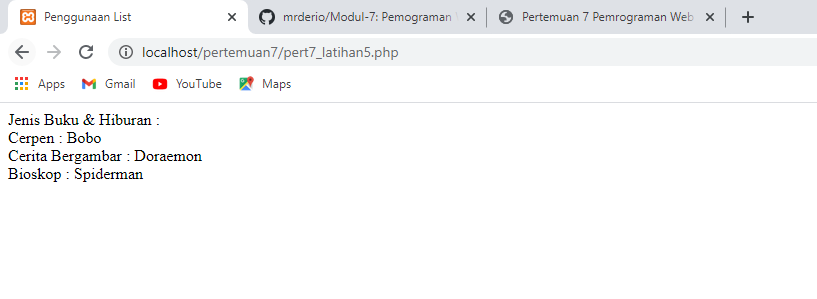 Penggunaan List
mrderio/Modul-7: Pemograman
Pertemuan 7 Pemrograman Web
localhost/pertemuan7/pert7_latihan5.php
Apps
Gmail
YouTube
Maps
Jenis Buku & Hiburan :
Cerpen : Bobo
Cerita Bergambar : Doraemon
Bioskop : Spiderman